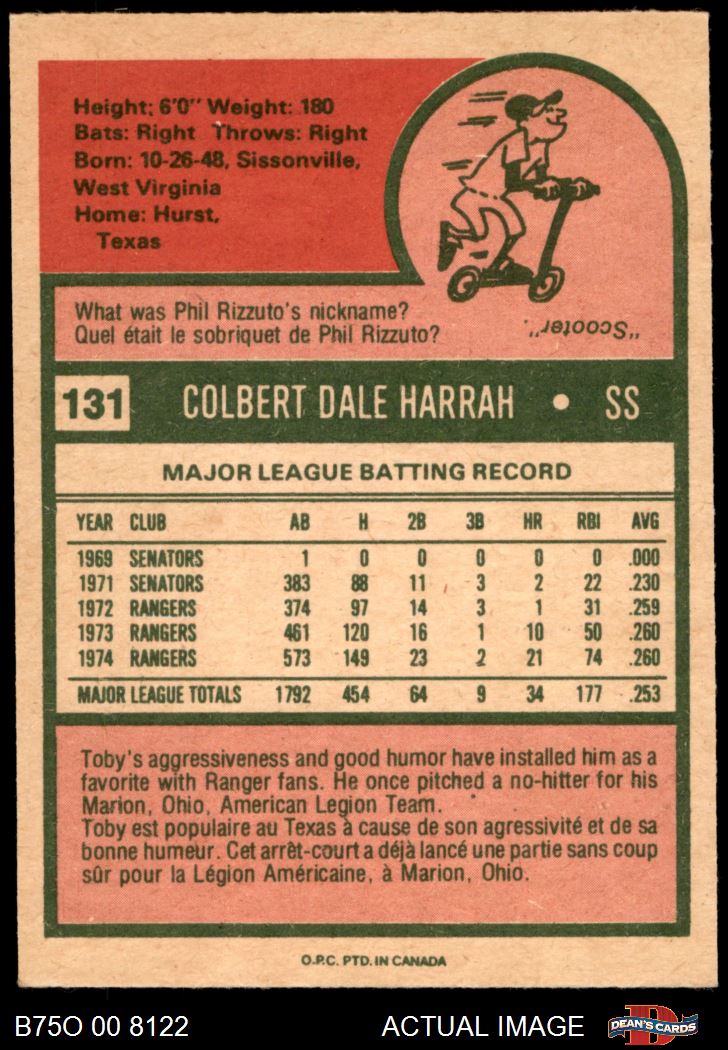 Height: 6'0" Weight: 180
Bats: Right Throws: Right
Born: 10-26-48, Sissonville,
West Virginia
Home: Hurst,
Texas
What was Phil Rizzuto's nickname?
Quel était le sobriquet de Phil Rizzuto?
"Scooter".
131 COLBERT DALE HARRAH • SS
MAJOR LEAGUE BATTING RECORD
YEAR CLUB AB H 2B 3B HR RBI AVG
1969 SENATORS 1 0 0 0 0 0 .000
1971 SENATORS 383 88 11 3 2 22 .230
1972 RANGERS 374 97 14 3 1 31 .259
1973 RANGERS 461 120 16 1 10 50 .260
1974 RANGERS 573 149 23 2 21 74 .260
MAJOR LEAGUE TOTALS 1792 454 64 9 34 177 .253
Toby's aggressiveness and good humor have installed him as a
favorite with Ranger fans. He once pitched a no-hitter for his
Marion, Ohio, American Legion Team.
Toby est populaire au Texas à cause de son agressivité et de sa
bonne humeur. Cet arrêt-court a déjà lancé une partie sans coup
sûr pour la Légion Américaine, à Marion, Ohio.
O.P.C. PTD. IN CANADA
B75O 00 8122 ACTUAL IMAGE D DEAN'S CARDS